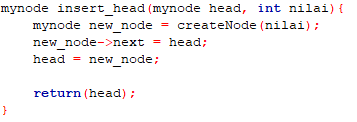 mynode insert_head(mynode head, int nilai){
    mynode new_node = createNode(nilai);
    new_node->next = head;
    head = new_node;

    return(head);
}